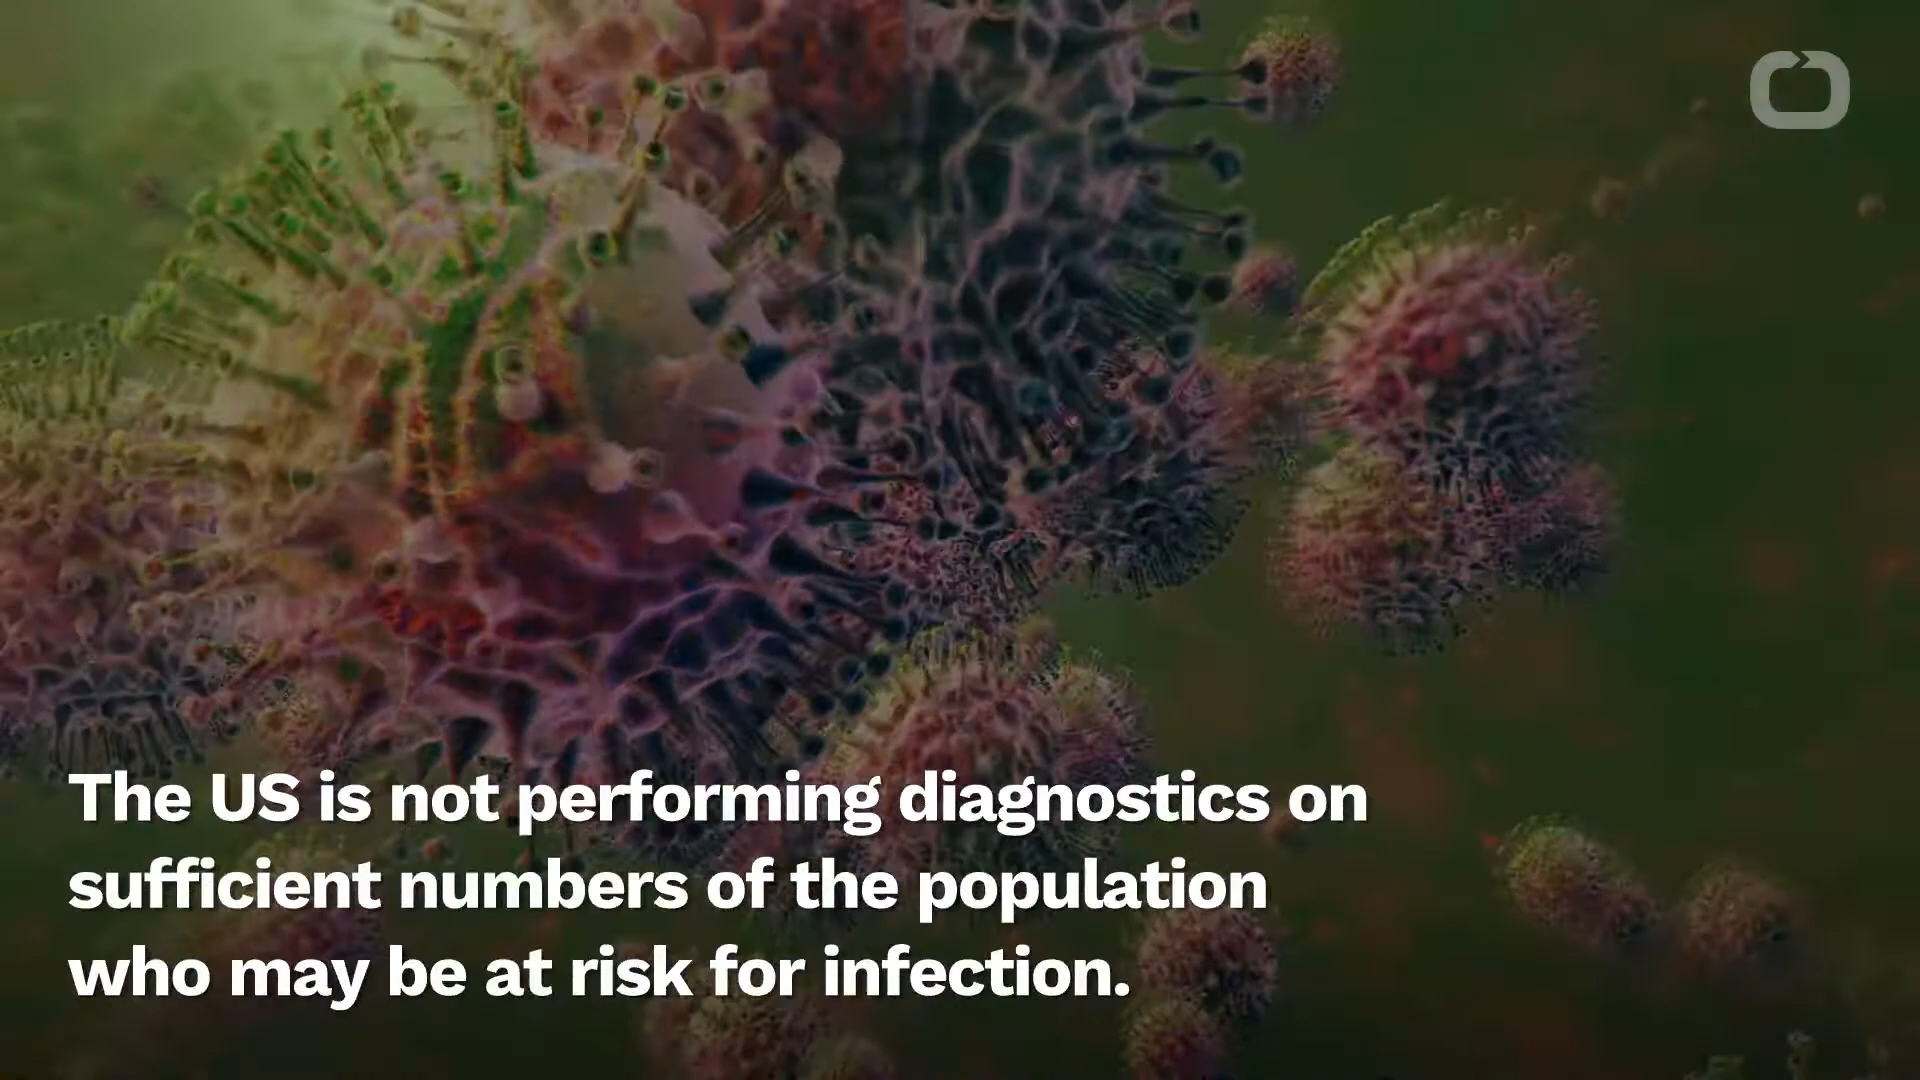 The US is not performing diagnostics on
sufficient numbers of the population
who may be at risk for infection.